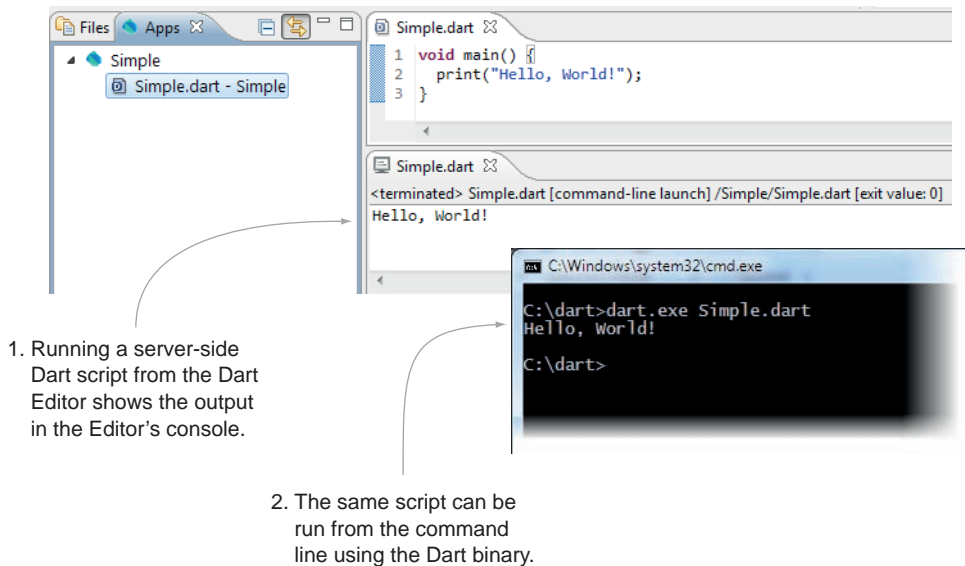 Files Apps
Simple
Simple.dart - Simple
Simple.dart
1 void main() {
2 print("Hello, World!");
3 }
Simple.dart
<terminated> Simple.dart [command-line launch] /Simple/Simple.dart [exit value: 0]
Hello, World!
C:\Windows\system32\cmd.exe
C:\dart>dart.exe Simple.dart
Hello, World!
C:\dart>
1. Running a server-side
Dart script from the Dart
Editor shows the output
in the Editor’s console.
2. The same script can be
run from the command
line using the Dart binary.